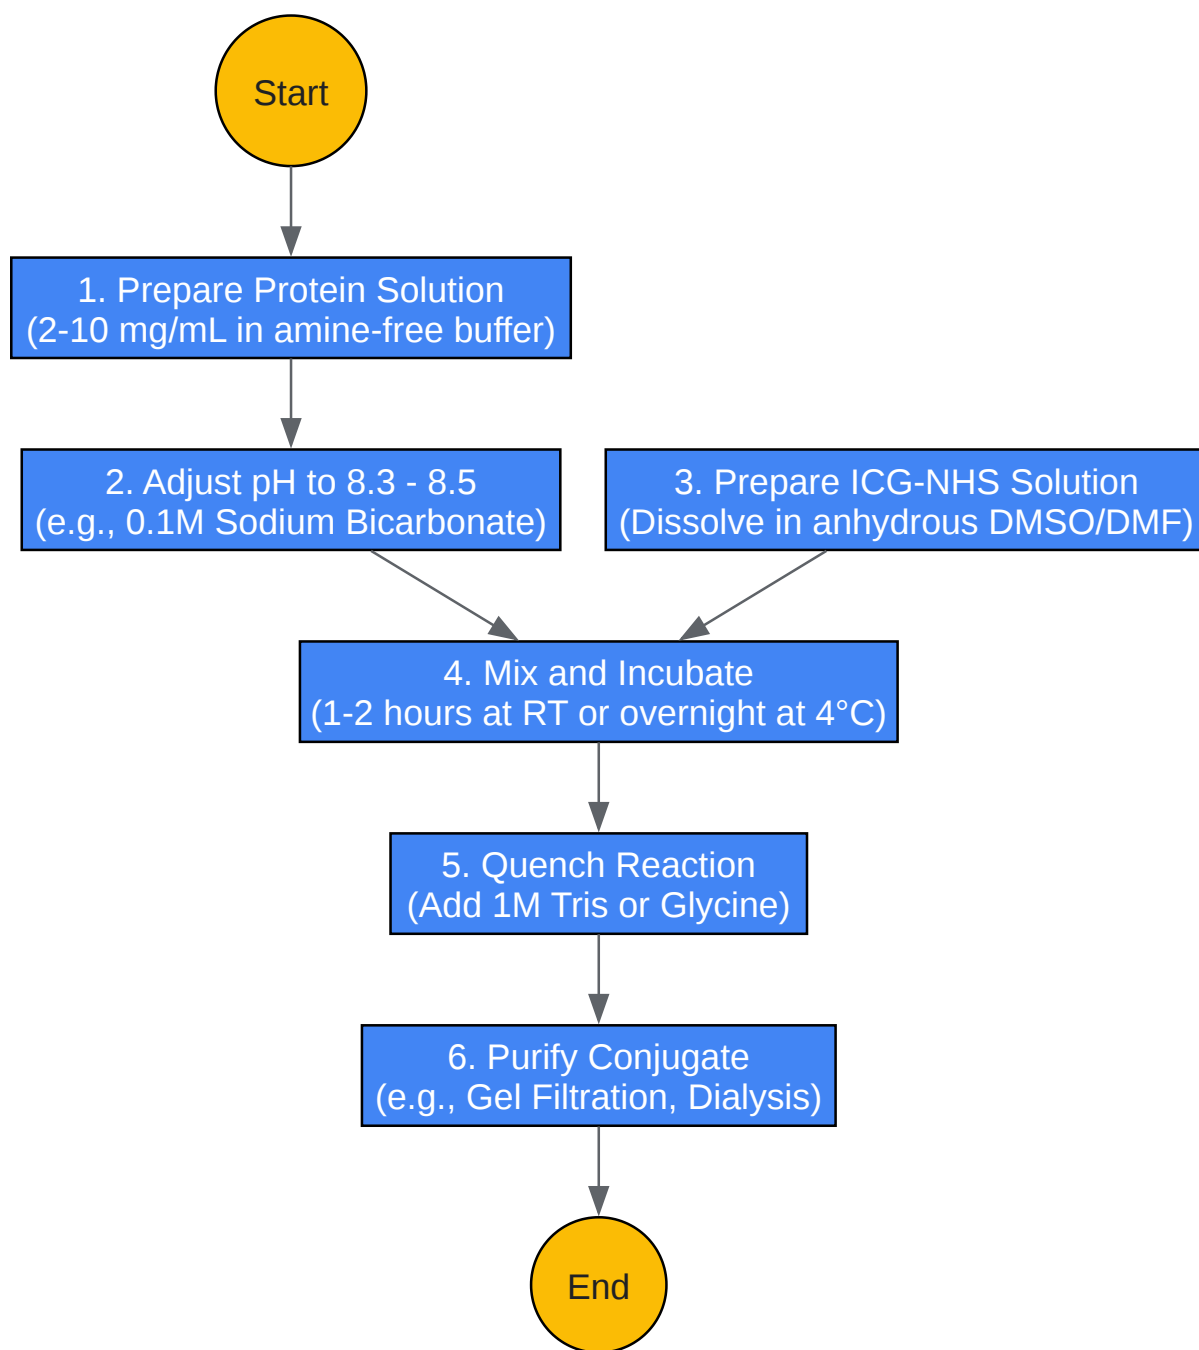 Start
1. Prepare Protein Solution
(2-10 mg/mL in amine-free buffer)
2. Adjust pH to 8.3 - 8.5
(e.g., 0.1M Sodium Bicarbonate)
3. Prepare ICG-NHS Solution
(Dissolve in anhydrous DMSO/DMF)
4. Mix and Incubate
(1-2 hours at RT or overnight at 4°C)
5. Quench Reaction
(Add 1M Tris or Glycine)
6. Purify Conjugate
(e.g., Gel Filtration, Dialysis)
End